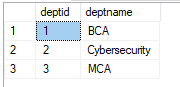 deptid deptname
1 1 BCA
2 2 Cybersecurity
3 3 MCA